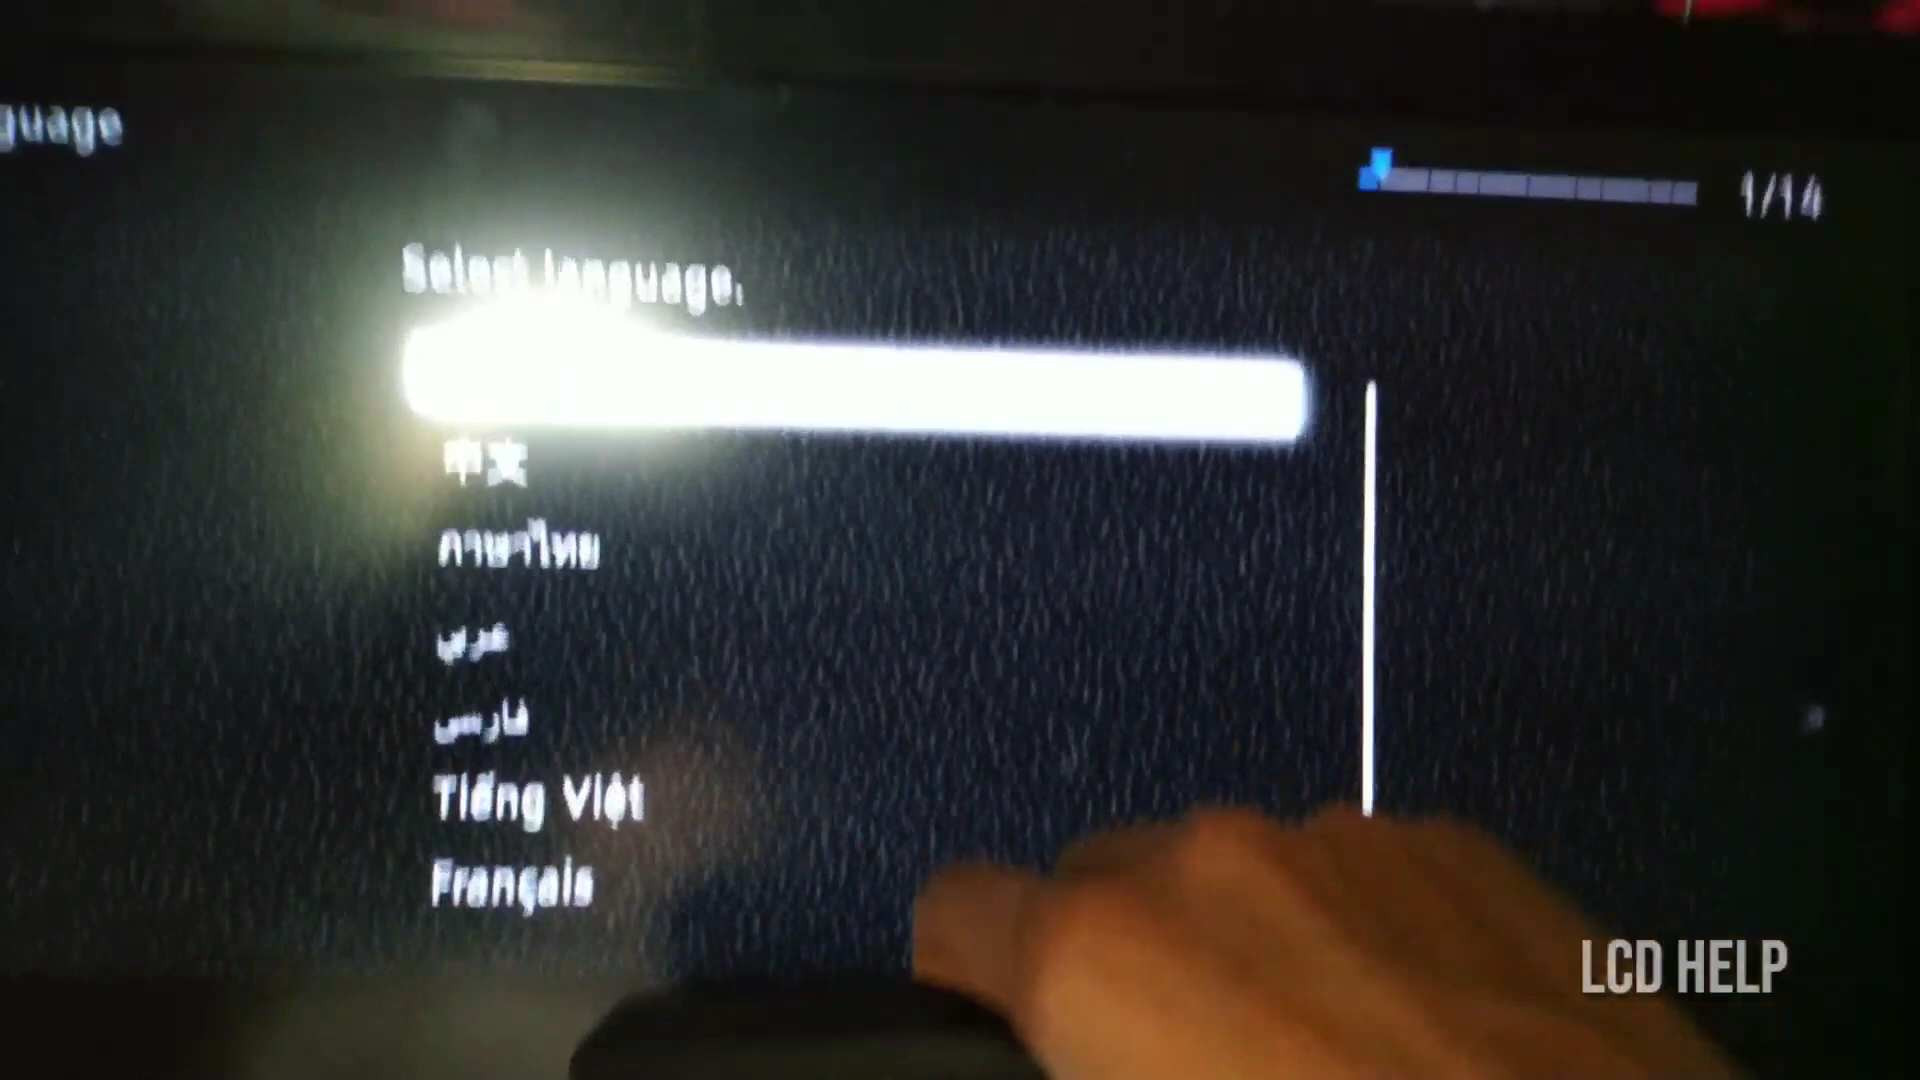 guage
1/14
Select language.
中文
ภาษาไทย
عربي
فارسی
Tiếng Việt
Français
LCD HELP